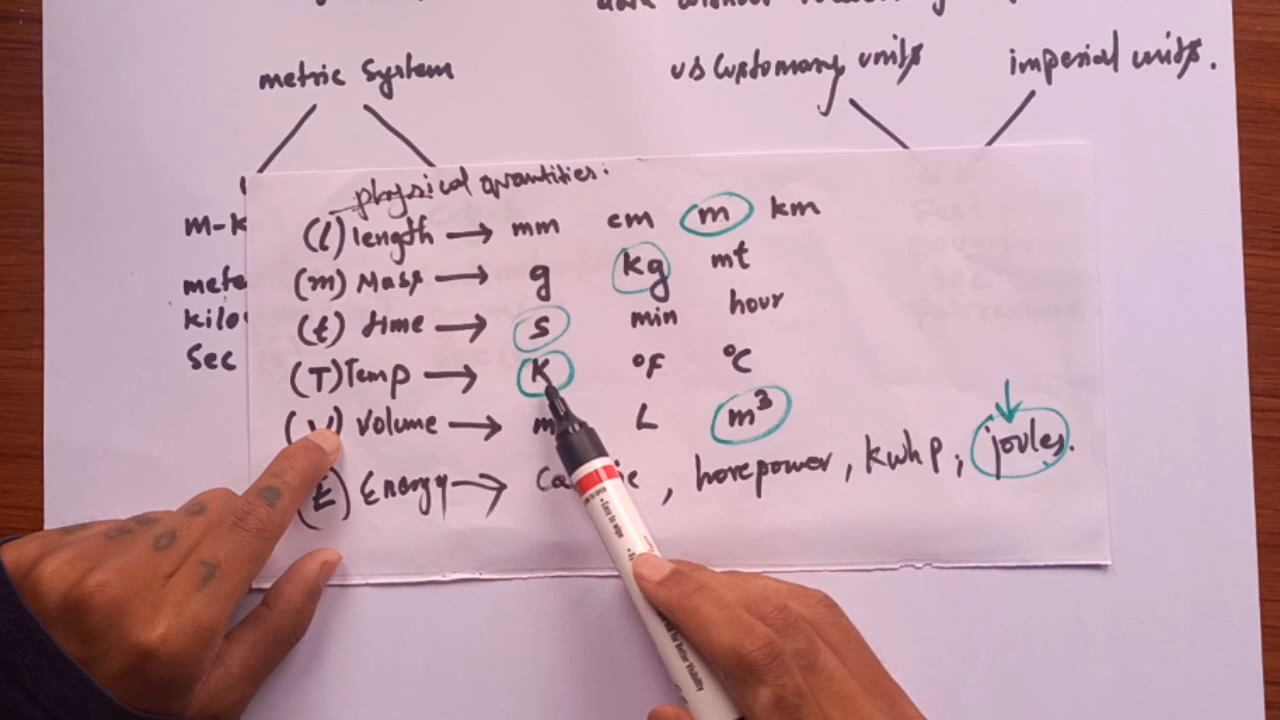 metric System us Customary units imperial units.
physical quantities:
(l) length → mm cm m km
(m) Mass → g kg mt
(t) time → s min hour
(T) Temp → K °F °C
(V) Volume → L m³
(E) Energy → horepower, kwhp, joules.
m-k
mete
kilo
Sec